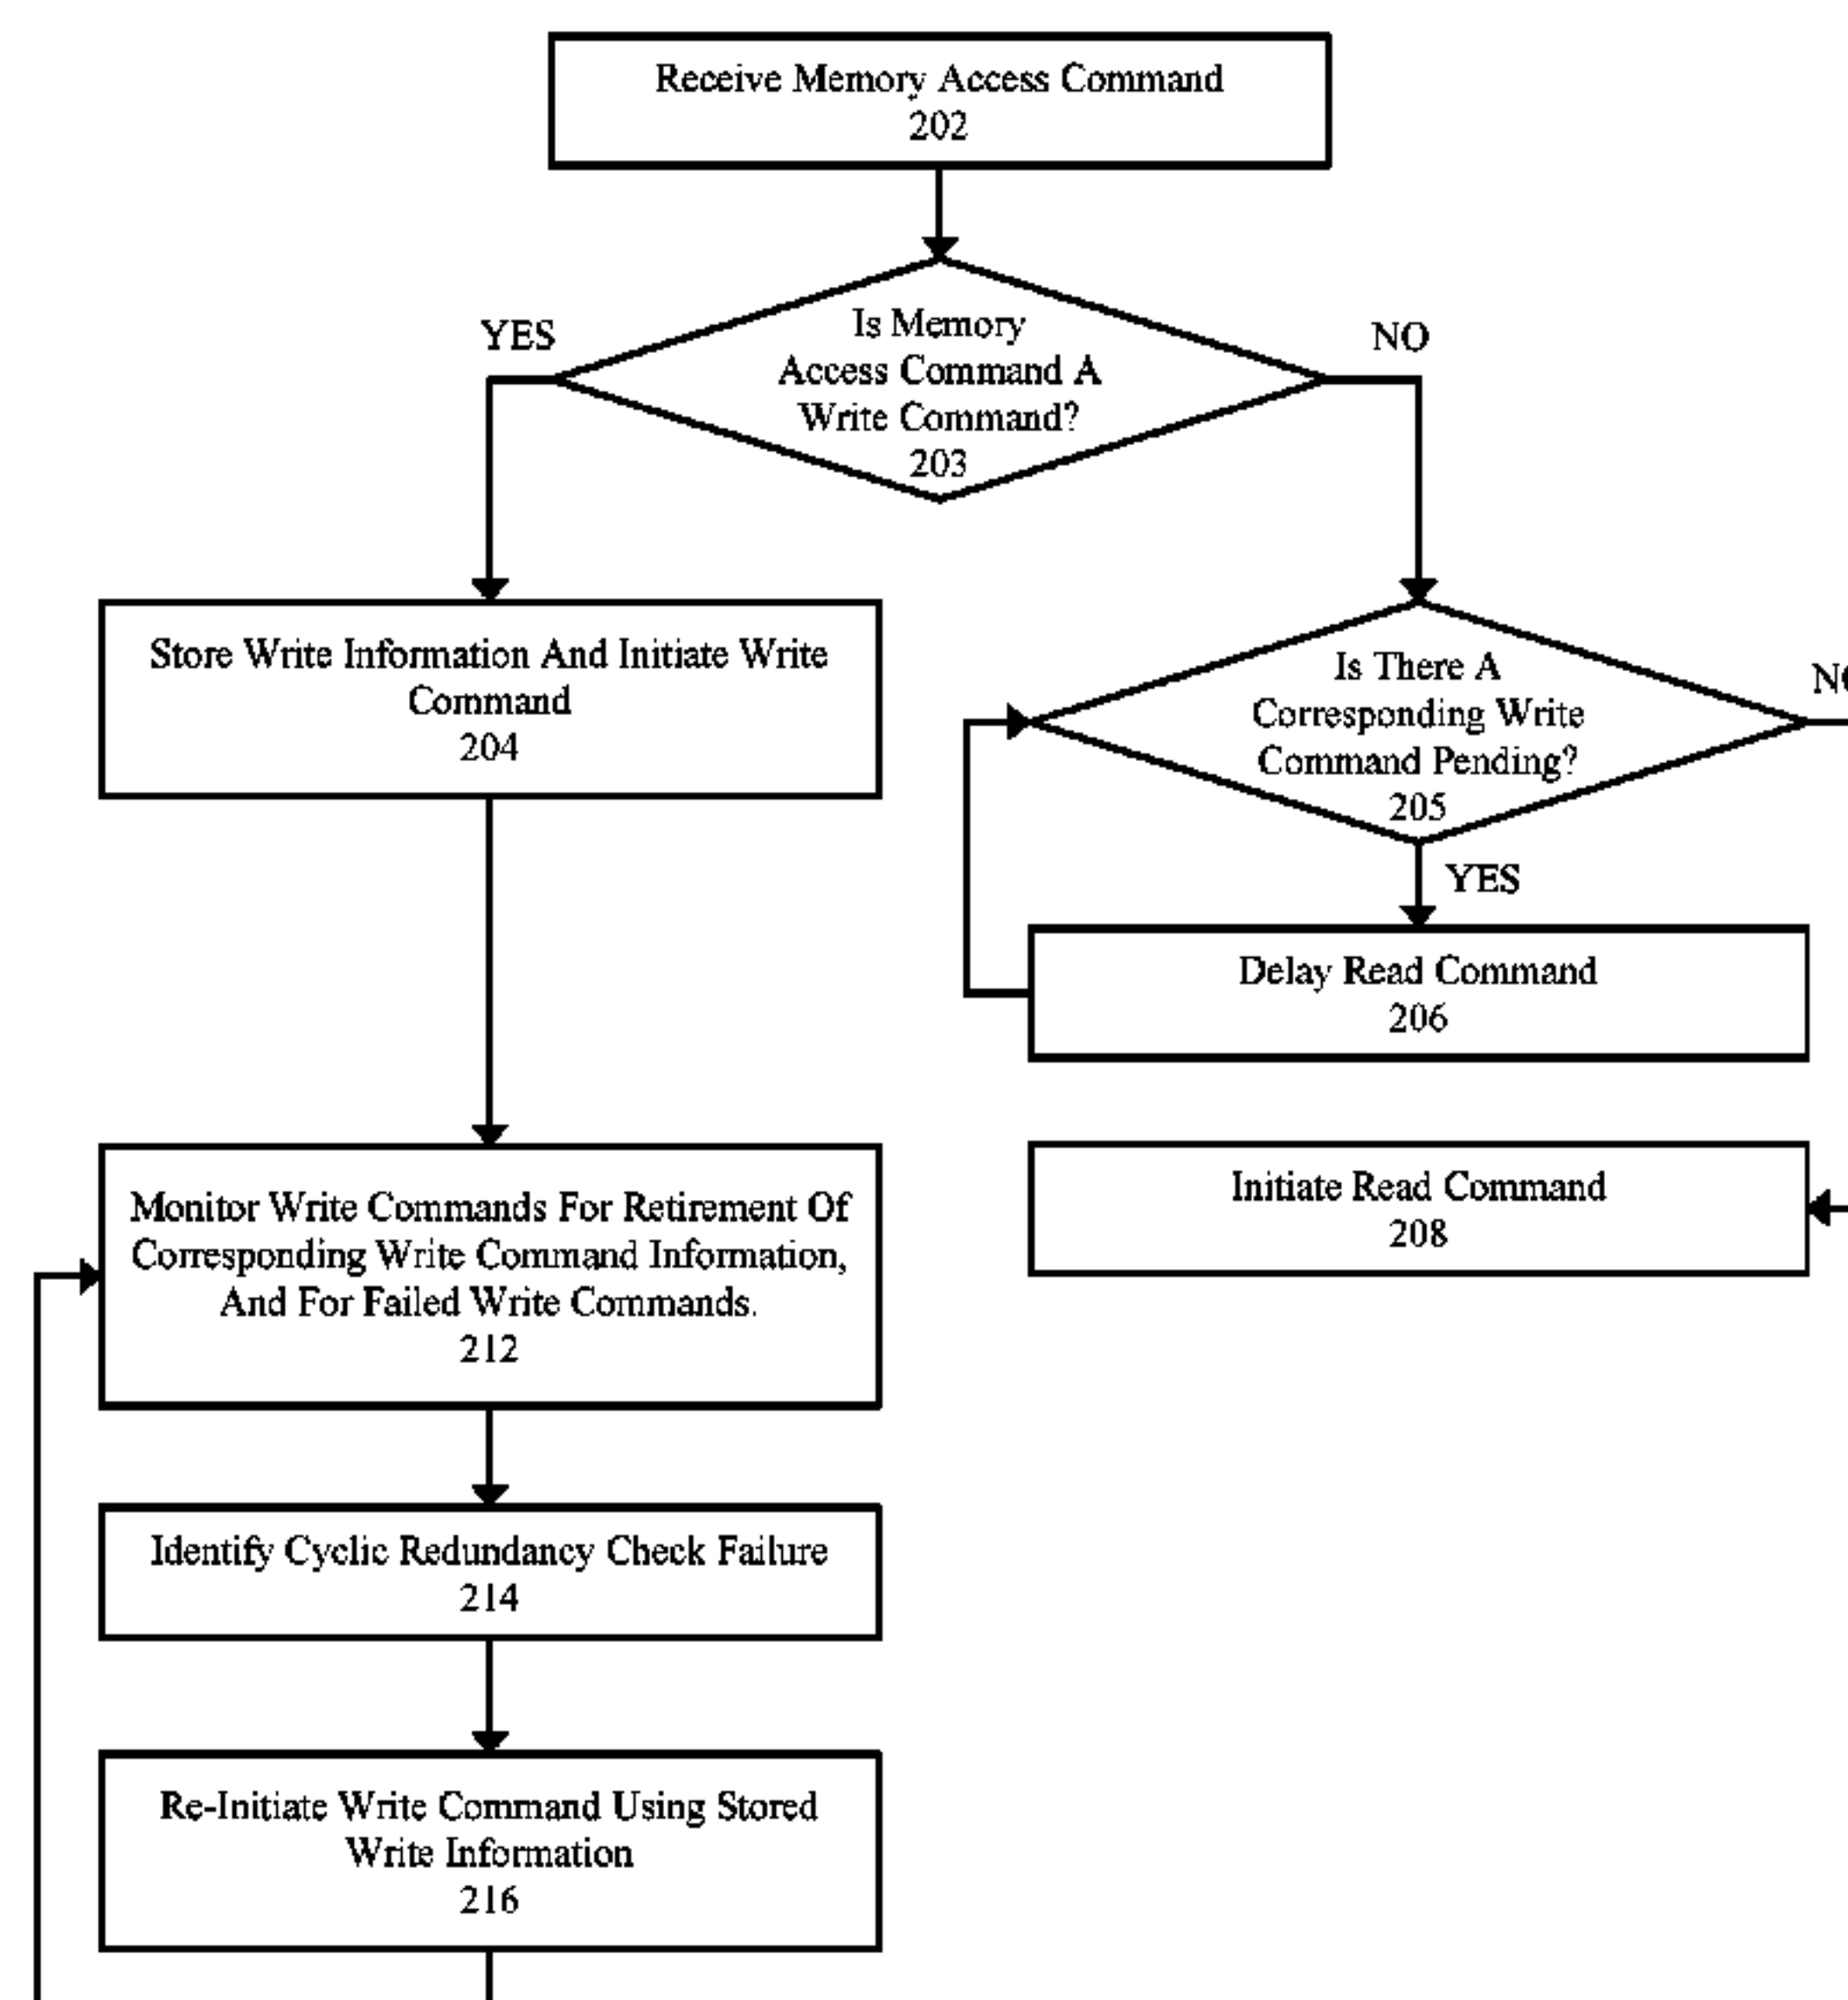 Receive Memory Access Command
202
YES
Is Memory
Access Command A
Write Command?
203
NO
Store Write Information And Initiate Write
Command
204
Is There A
Corresponding Write
Command Pending?
205
YES
Delay Read Command
206
Initiate Read Command
208
Monitor Write Commands For Retirement Of
Corresponding Write Command Information,
And For Failed Write Commands.
212
Identify Cyclic Redundancy Check Failure
214
Re-Initiate Write Command Using Stored
Write Information
216